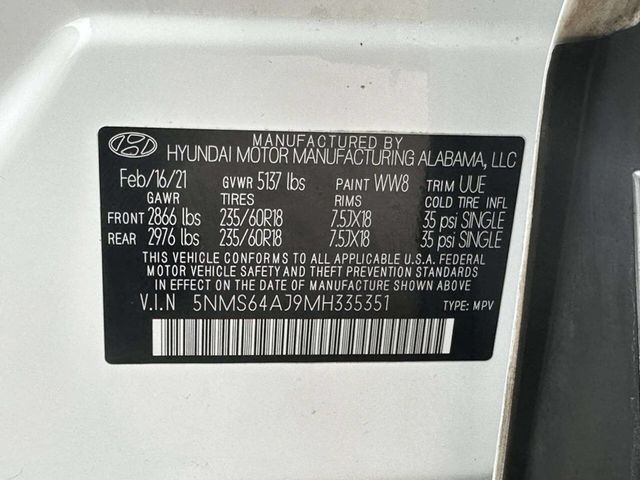 MANUFACTURED BY
HYUNDAI MOTOR MANUFACTURING ALABAMA, LLC
Feb/16/21 GVWR 5137 lbs PAINT WW8 TRIM UUE
GAWR TIRES RIMS COLD TIRE INFL
FRONT 2866 lbs 235/60R18 7.5JX18 35 psi SINGLE
REAR 2976 lbs 235/60R18 7.5JX18 35 psi SINGLE
THIS VEHICLE CONFORMS TO ALL APPLICABLE U.S.A. FEDERAL
MOTOR VEHICLE SAFETY STANDARDS
IN EFFECT ON THE DATE OF MANUFACTURE SHOWN ABOVE
V.I.N 5NMS64AJ9MH335351 TYPE: MPV